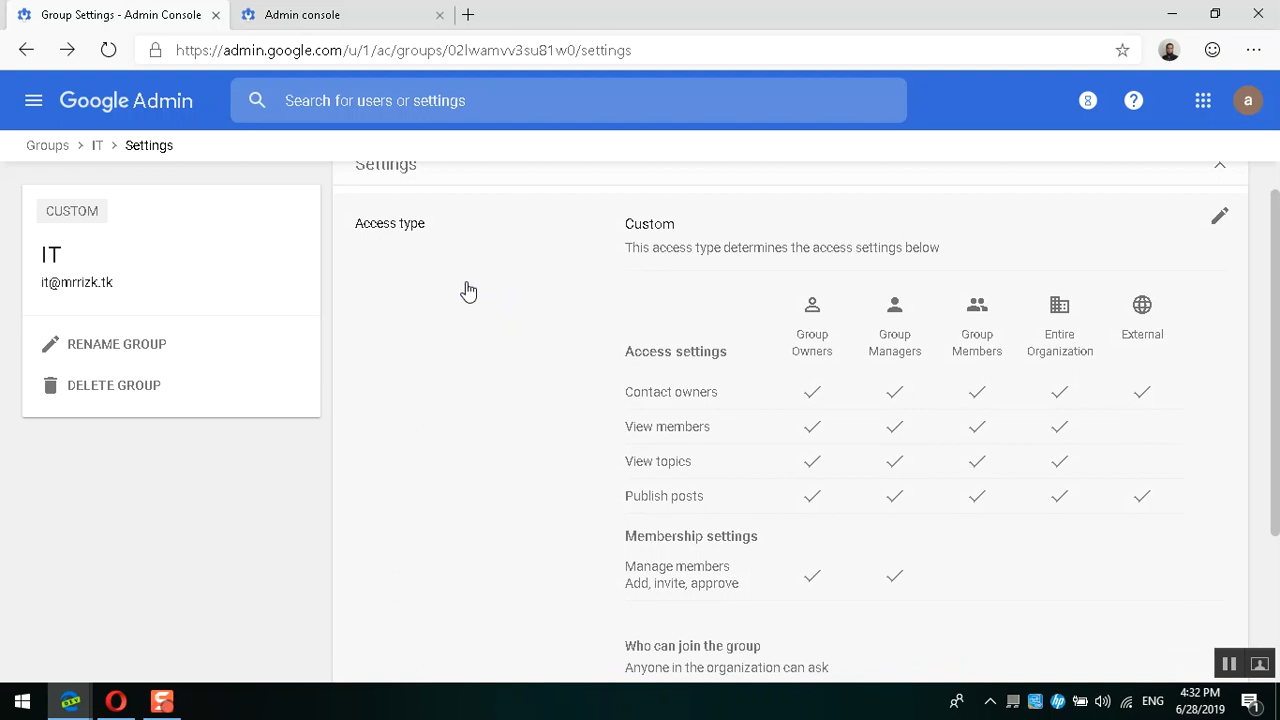 Group Settings - Admin Console
Admin console
https://admin.google.com/u/1/ac/groups/02lwamvv3su81w0/settings
Google Admin
Search for users or settings
8
?
a
Groups > IT > Settings
Settings
CUSTOM
IT
it@mrrizk.tk
RENAME GROUP
DELETE GROUP
Access type
Custom
This access type determines the access settings below
Access settings
Group Owners
Group Managers
Group Members
Entire Organization
External
Contact owners
View members
View topics
Publish posts
Membership settings
Manage members
Add, invite, approve
Who can join the group
Anyone in the organization can ask
DEV
hp
ENG
4:32 PM
6/28/2019
1